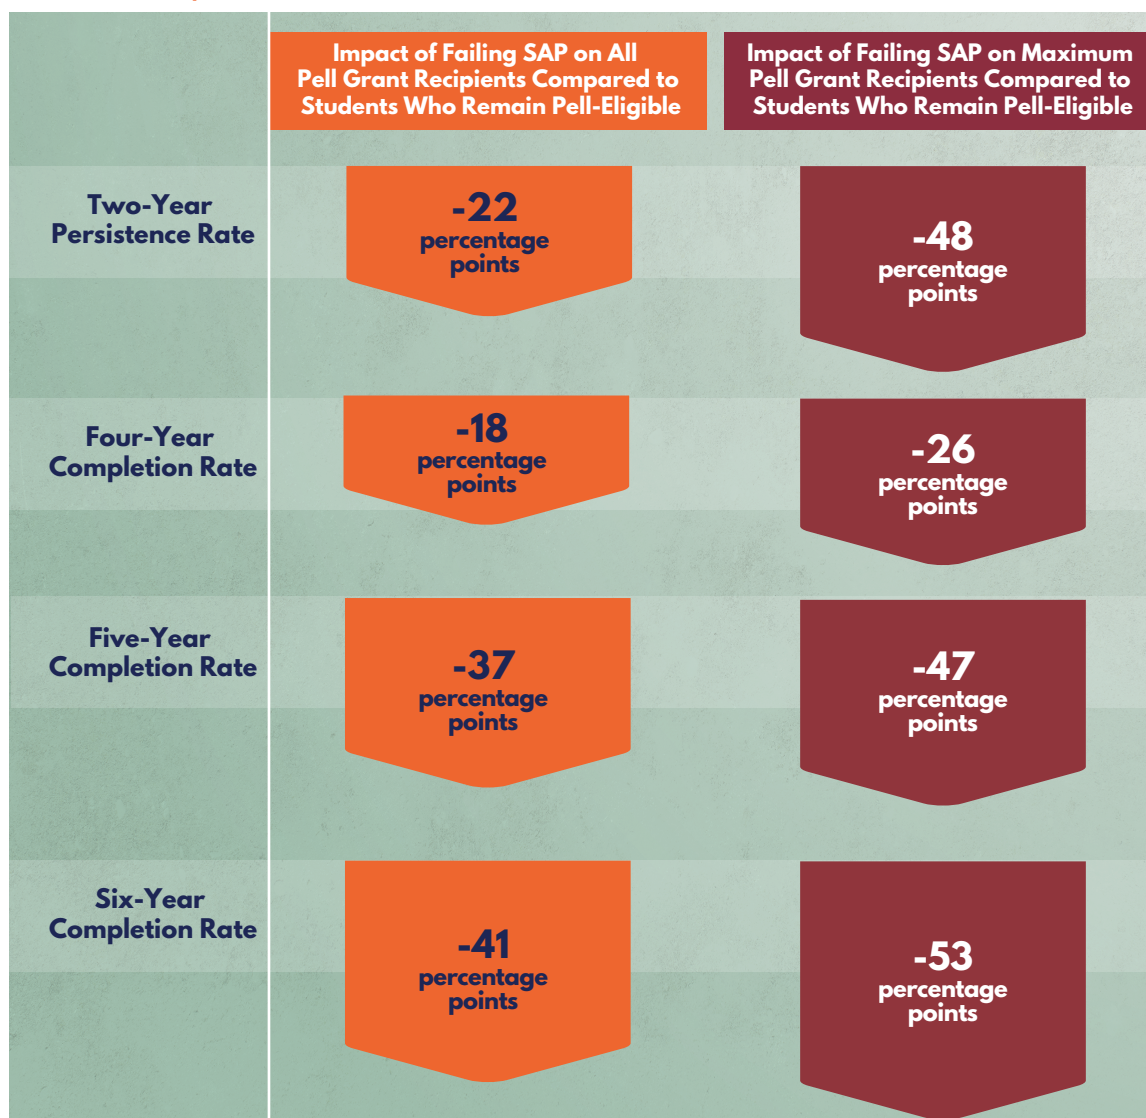 Impact of Failing SAP on All
Pell Grant Recipients Compared to
Students Who Remain Pell-Eligible
Impact of Failing SAP on Maximum
Pell Grant Recipients Compared to
Students Who Remain Pell-Eligible
Two-Year
Persistence Rate
-22
percentage
points
-48
percentage
points
Four-Year
Completion Rate
-18
percentage
points
-26
percentage
points
Five-Year
Completion Rate
-37
percentage
points
-47
percentage
points
Six-Year
Completion Rate
-41
percentage
points
-53
percentage
points